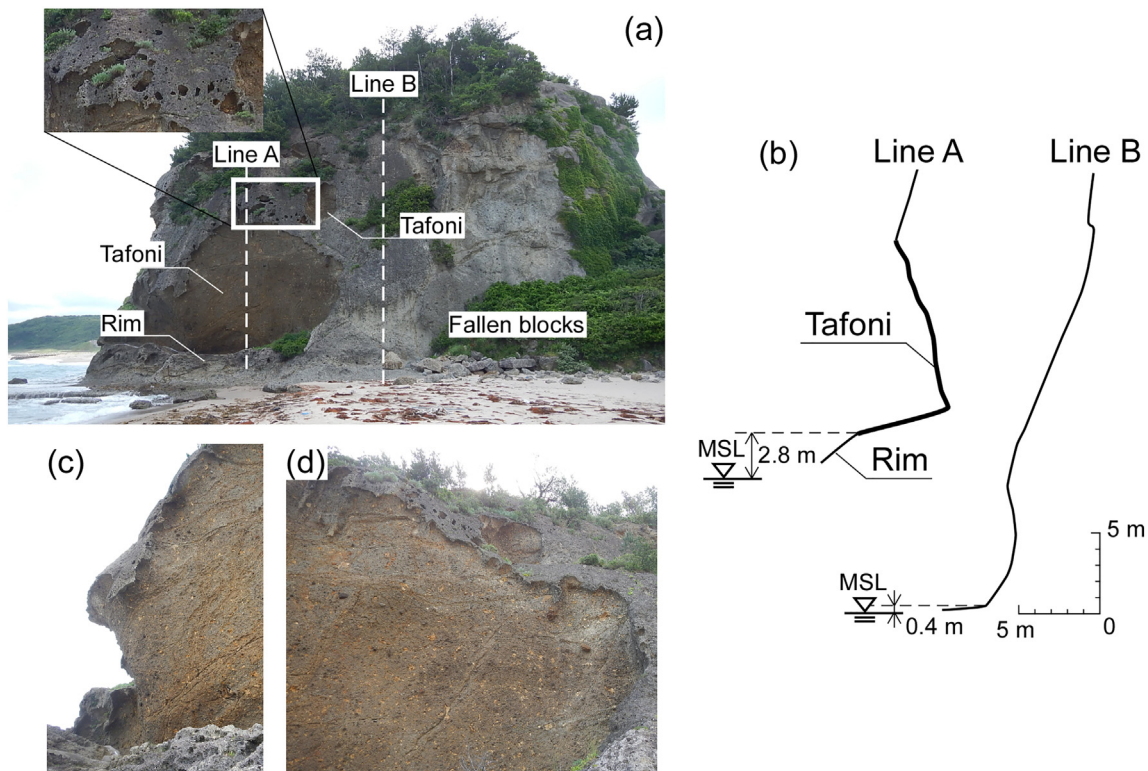 (a)
Line B
Line A
Tafoni
Tafoni
Rim
Fallen blocks
(b)
Line A
Line B
Tafoni
MSL
2.8 m
Rim
5 m
MSL
0.4 m
5 m
0
(c)
(d)